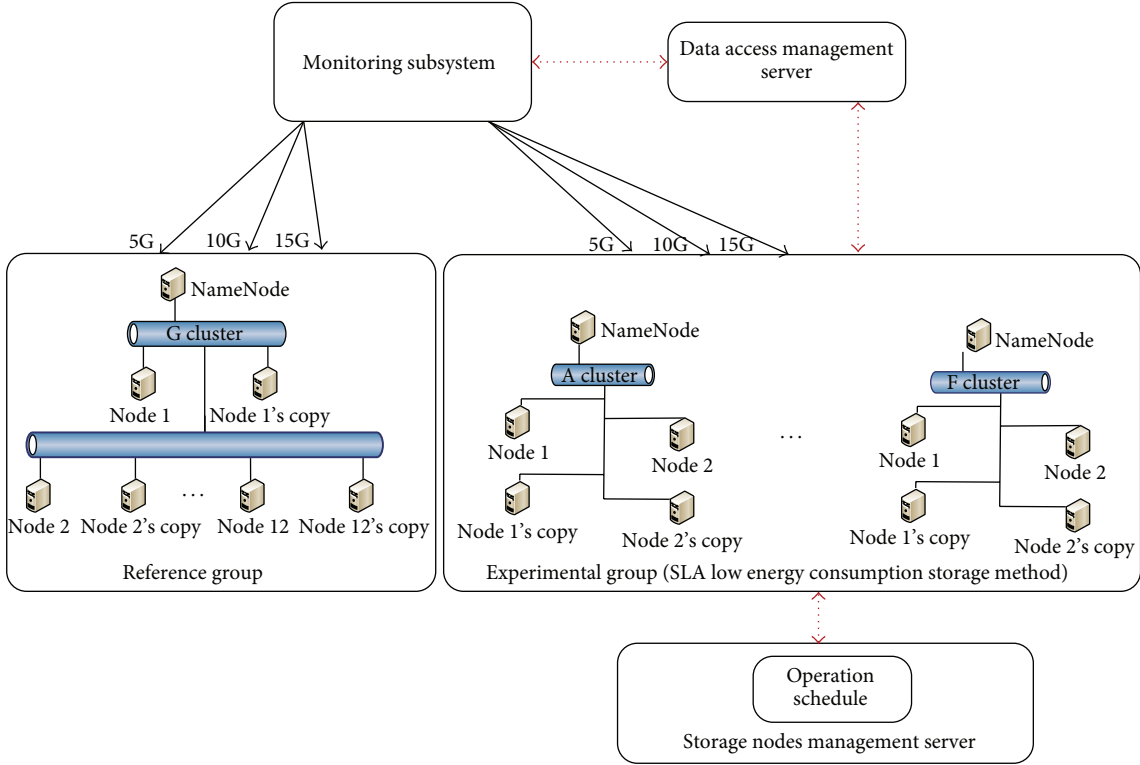 Monitoring subsystem
Data access management
server
5G
10G
15G
5G
10G
15G
NameNode
G cluster
Node 1
Node 1's copy
Node 2
Node 2's copy
...
Node 12
Node 12's copy
Reference group
NameNode
A cluster
Node 1
Node 2
Node 1's copy
Node 2's copy
...
NameNode
F cluster
Node 1
Node 2
Node 1's copy
Node 2's copy
Experimental group (SLA low energy consumption storage method)
Operation
schedule
Storage nodes management server